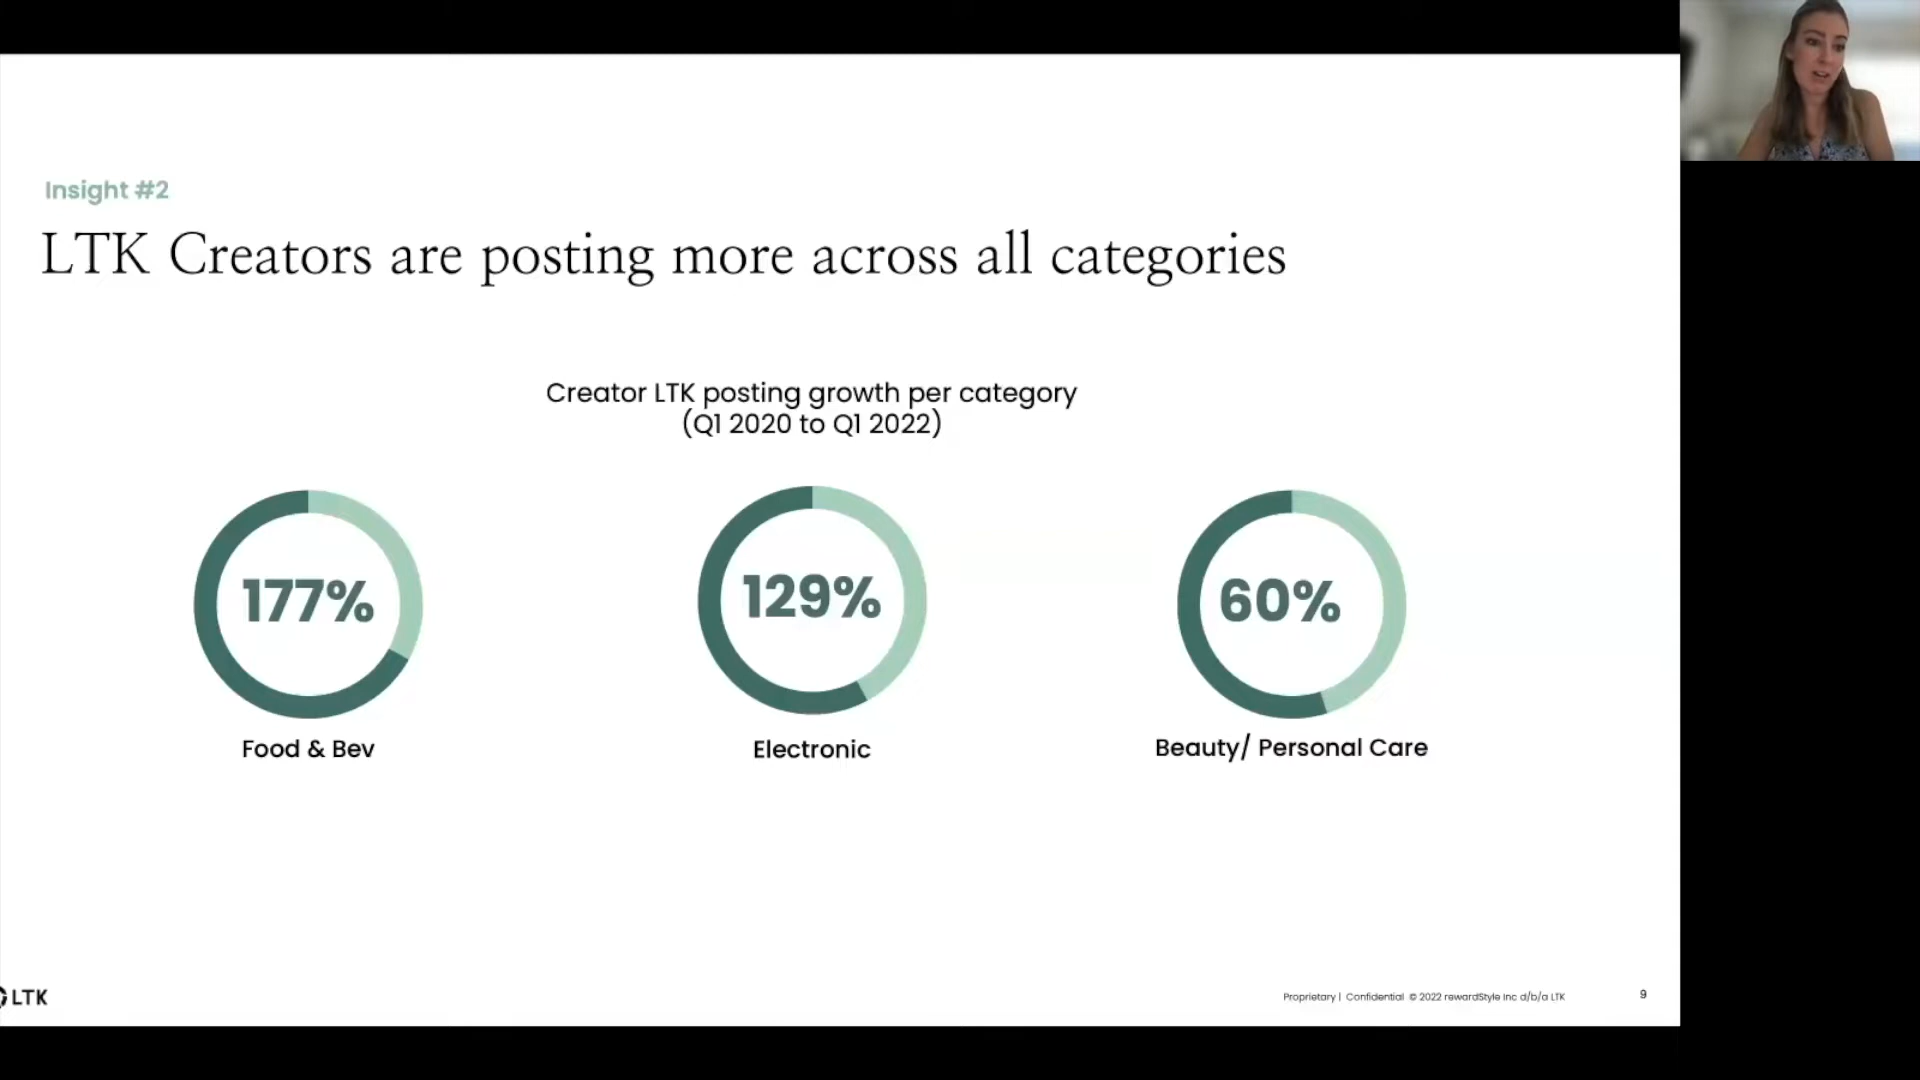 Insight #2
LTK Creators are posting more across all categories
Creator LTK posting growth per category
(Q1 2020 to Q1 2022)
177%
129%
60%
Food & Bev
Electronic
Beauty/ Personal Care
LTK
Proprietary | Confidential © 2022 rewardStyle Inc d/b/a LTK
9